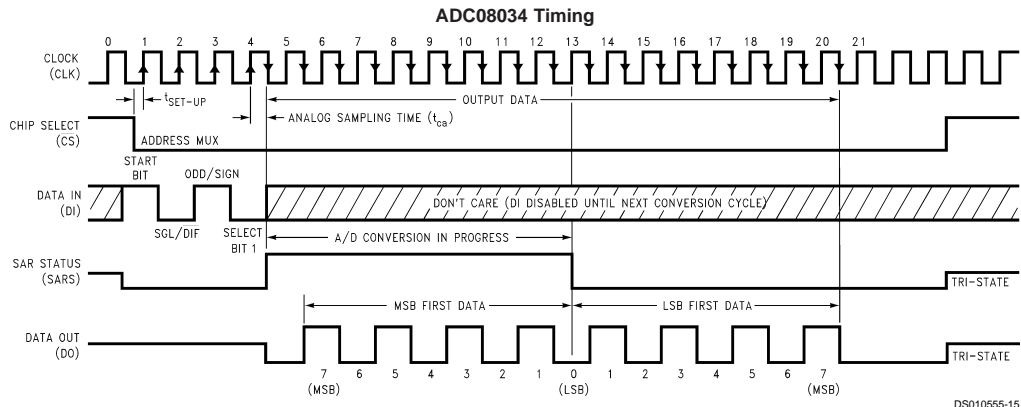 ADC08034 Timing
0 1 2 3 4 5 6 7 8 9 10 11 12 13 14 15 16 17 18 19 20 21
CLOCK
(CLK)
tSET-UP
OUTPUT DATA
ANALOG SAMPLING TIME (tca)
CHIP SELECT
(CS)
ADDRESS MUX
START
BIT
ODD/SIGN
DATA IN
(DI)
DON'T CARE (DI DISABLED UNTIL NEXT CONVERSION CYCLE)
SGL/DIF
SELECT
BIT 1
A/D CONVERSION IN PROGRESS
SAR STATUS
(SARS)
TRI-STATE
MSB FIRST DATA
LSB FIRST DATA
DATA OUT
(DO)
TRI-STATE
7 6 5 4 3 2 1 0 1 2 3 4 5 6 7
(MSB) (LSB) (MSB)
DS010555-15